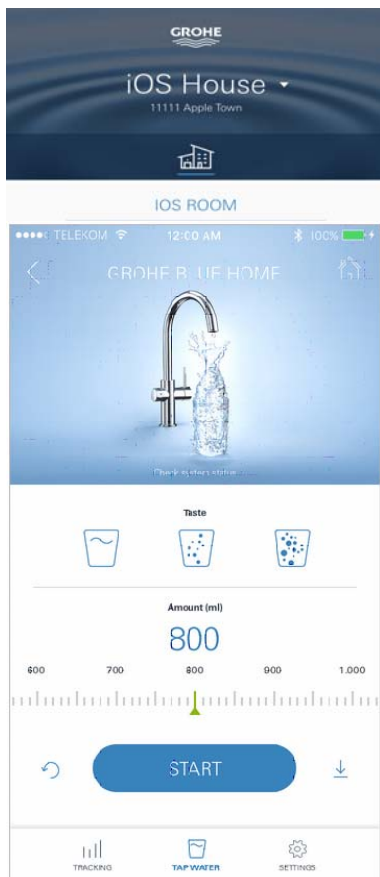 GROHE
iOS House
11111 Apple Town
IOS ROOM
TELEKOM 12:00 AM 100%
GROHE BLUE HOME
Check system status
Taste
Amount (ml)
800
600 700 800 900 1.000
START
TRACKING TAP WATER SETTINGS